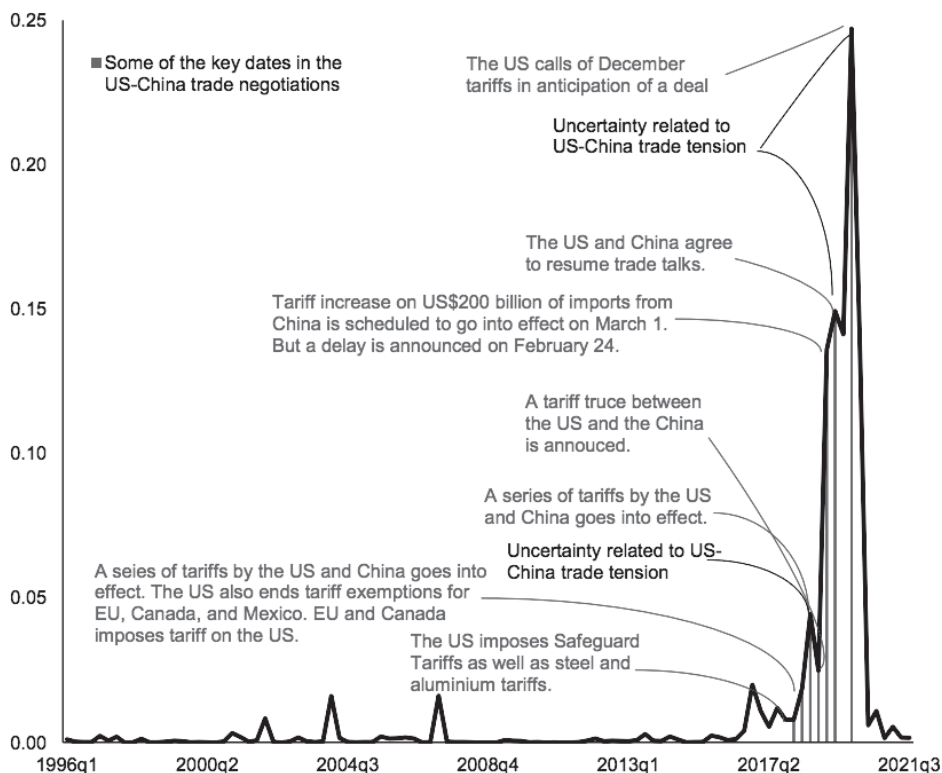 0.25
Some of the key dates in the
US-China trade negotiations
The US calls of December
tariffs in anticipation of a deal
Uncertainty related to
US-China trade tension
0.20
The US and China agree
to resume trade talks.
Tariff increase on US$200 billion of imports from
China is scheduled to go into effect on March 1.
But a delay is announced on February 24.
0.15
A tariff truce between
the US and the China
is annouced.
0.10
A series of tariffs by the US
and China goes into effect.
Uncertainty related to US-
China trade tension
A seies of tariffs by the US and China goes into
effect. The US also ends tariff exemptions for
EU, Canada, and Mexico. EU and Canada
imposes tariff on the US.
0.05
The US imposes Safeguard
Tariffs as well as steel and
aluminium tariffs.
0.00
1996q1 2000q2 2004q3 2008q4 2013q1 2017q2 2021q3